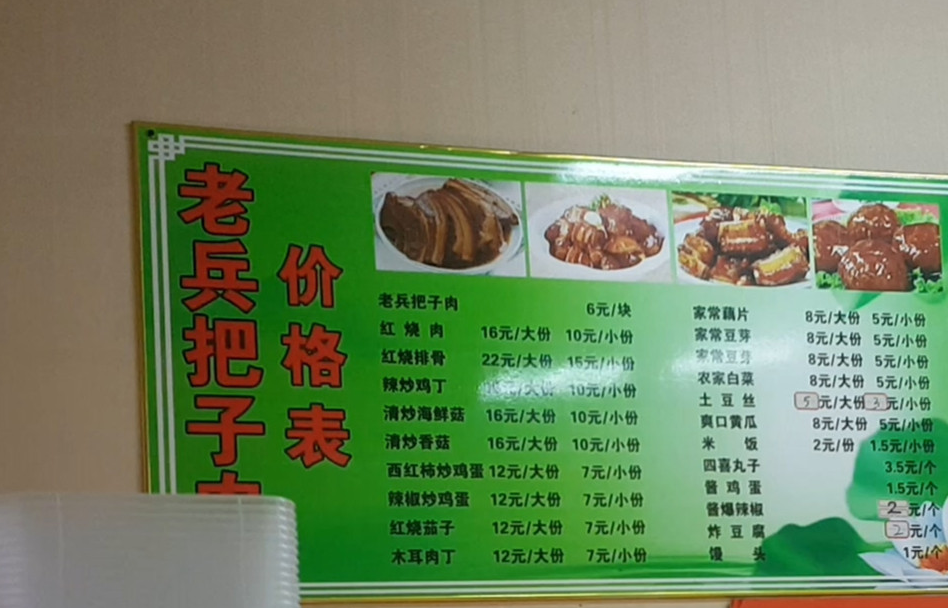 老兵把子
价格表
老兵把子肉 6元/块
红烧肉 16元/大份 10元/小份
红烧排骨 22元/大份 15元/小份
辣炒鸡丁 元/大份 10元/小份
清炒海鲜菇 16元/大份 10元/小份
清炒香菇 16元/大份 10元/小份
西红柿炒鸡蛋 12元/大份 7元/小份
辣椒炒鸡蛋 12元/大份 7元/小份
红烧茄子 12元/大份 7元/小份
木耳肉丁 12元/大份 7元/小份
家常藕片 8元/大份 5元/小份
家常豆芽 8元/大份 5元/小份
家常豆芽 8元/大份 5元/小份
农家白菜 8元/大份 5元/小份
土豆丝 5元/大份 3元/小份
爽口黄瓜 8元/大份 5元/小份
米饭 2元/份 1.5元/小份
四喜丸子 3.5元/个
酱鸡蛋 1.5元/个
酱爆辣椒 2元/个
炸豆腐 2元/个
馒头 1元/个